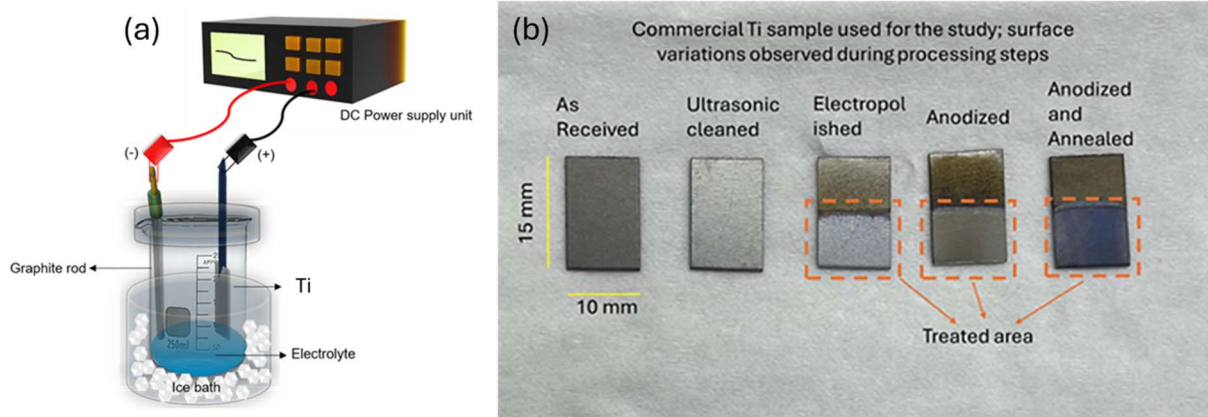 (a)
DC Power supply unit
(-)
(+)
Graphite rod
Ti
250ml
50
Electrolyte
Ice bath
(b)
Commercial Ti sample used for the study; surface
variations observed during processing steps
As
Received
Ultrasonic
cleaned
Electropol
ished
Anodized
Anodized
and
Annealed
15 mm
10 mm
Treated area